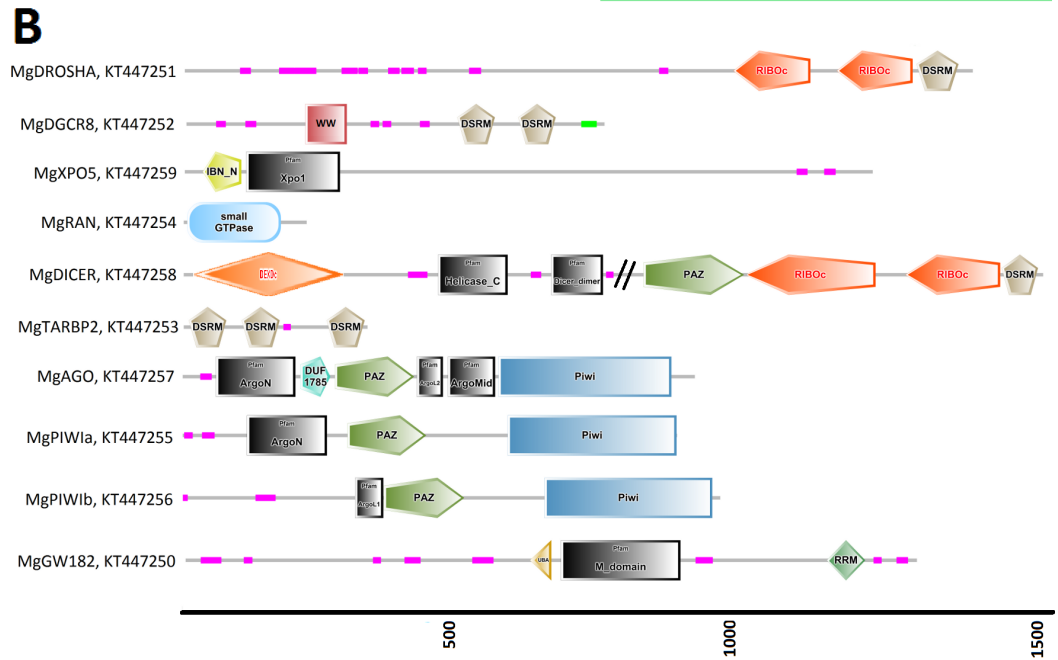 B
MgDROSHA, KT447251 RIBOc RIBOc DSRM
MgDGCR8, KT447252 WW DSRM DSRM
MgXPO5, KT447259 IBN_N Pfam Xpo1
MgRAN, KT447254 small GTPase
MgDICER, KT447258 DEXDc Pfam Helicase_C Pfam Dicer_dimer // PAZ RIBOc RIBOc DSRM
MgTARBP2, KT447253 DSRM DSRM DSRM
MgAGO, KT447257 Pfam ArgoN DUF 1785 PAZ Pfam ArgoL2 Pfam ArgoMid Piwi
MgPIWIa, KT447255 Pfam ArgoN PAZ Piwi
MgPIWIb, KT447256 Pfam ArgoL1 PAZ Piwi
MgGW182, KT447250 UBA Pfam M_domain RRM
500 1000 1500